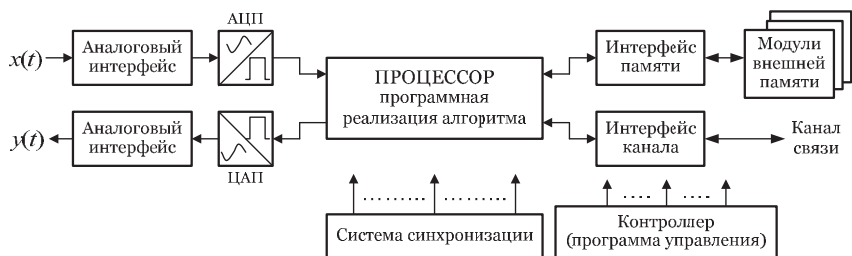 АЦП
x(t)
Аналоговый
интерфейс
ПРОЦЕССОР
программная
реализация алгоритма
Интерфейс
памяти
Модули
внешней
памяти
y(t)
Аналоговый
интерфейс
ЦАП
Интерфейс
канала
Канал
связи
Система синхронизации
Контроллер
(программа управления)